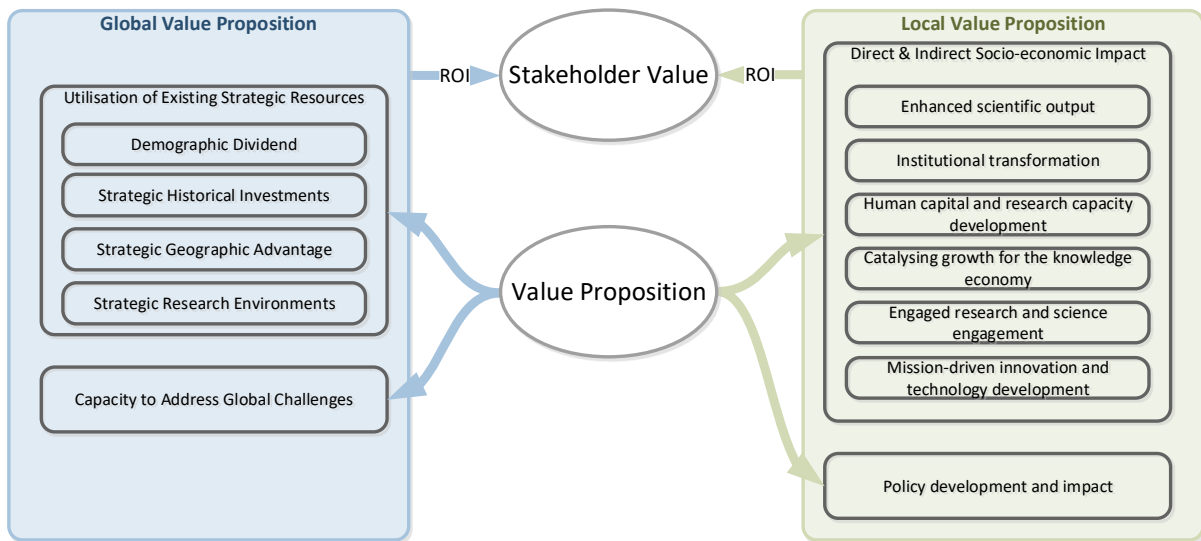 Global Value Proposition
Utilisation of Existing Strategic Resources
Demographic Dividend
Strategic Historical Investments
Strategic Geographic Advantage
Strategic Research Environments
Capacity to Address Global Challenges
ROI
Stakeholder Value
ROI
Value Proposition
Local Value Proposition
Direct & Indirect Socio-economic Impact
Enhanced scientific output
Institutional transformation
Human capital and research capacity
development
Catalysing growth for the knowledge
economy
Engaged research and science
engagement
Mission-driven innovation and
technology development
Policy development and impact